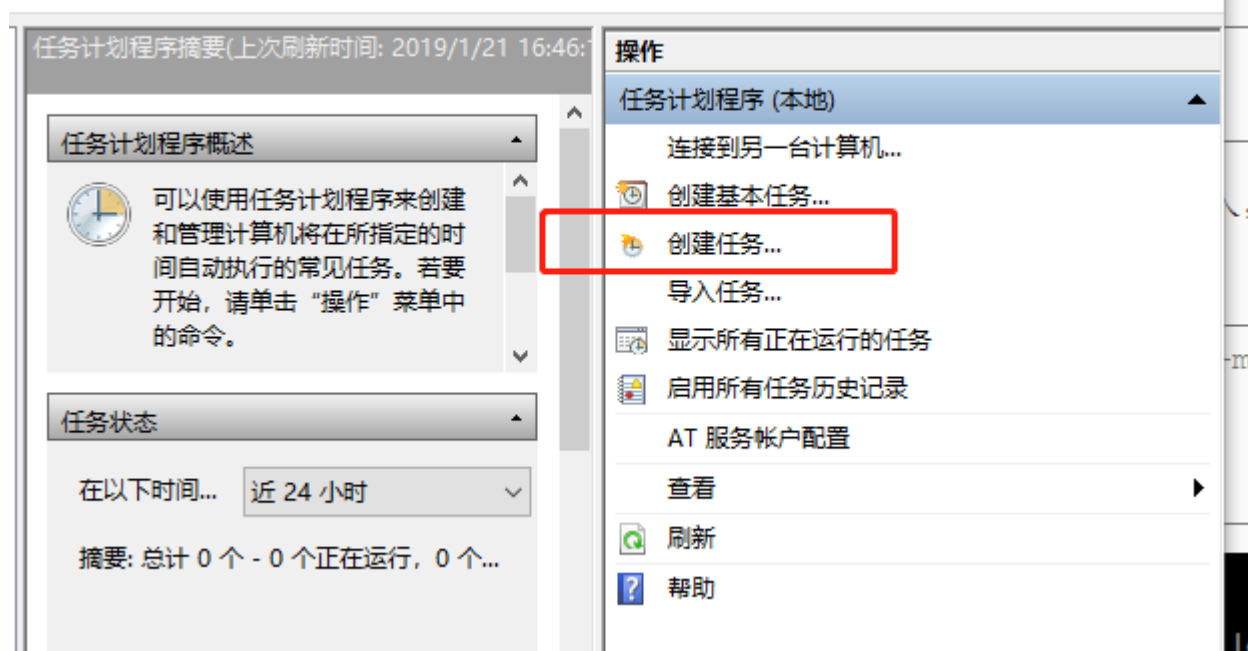 任务计划程序摘要(上次刷新时间: 2019/1/21 16:46:
任务计划程序概述
可以使用任务计划程序来创建
和管理计算机将在所指定的时
间自动执行的常见任务。若要
开始，请单击“操作”菜单中
的命令。
任务状态
在以下时间...
近 24 小时
摘要: 总计 0 个 - 0 个正在运行，0 个...
操作
任务计划程序 (本地)
连接到另一台计算机...
创建基本任务...
创建任务...
导入任务...
显示所有正在运行的任务
启用所有任务历史记录
AT 服务帐户配置
查看
刷新
帮助